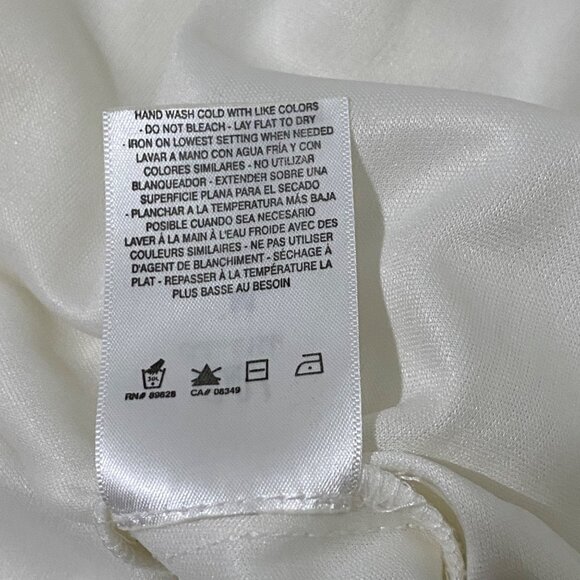 HAND WASH COLD WITH LIKE COLORS
- DO NOT BLEACH - LAY FLAT TO DRY
- IRON ON LOWEST SETTING WHEN NEEDED
LAVAR A MANO CON AGUA FRÍA Y CON
COLORES SIMILARES - NO UTILIZAR
BLANQUEADOR - EXTENDER SOBRE UNA
SUPERFICIE PLANA PARA EL SECADO
- PLANCHAR A LA TEMPERATURA MÁS BAJA
POSIBLE CUANDO SEA NECESARIO
LAVER Á LA MAIN À L'EAU FROIDE AVEC DES
COULEURS SIMILAIRES - NE PAS UTILISER
D'AGENT DE BLANCHIMENT - SÉCHAGE À
PLAT - REPASSER À LA TEMPÉRATURE LA
PLUS BASSE AU BESOIN
RN# 89828 CA# 08349